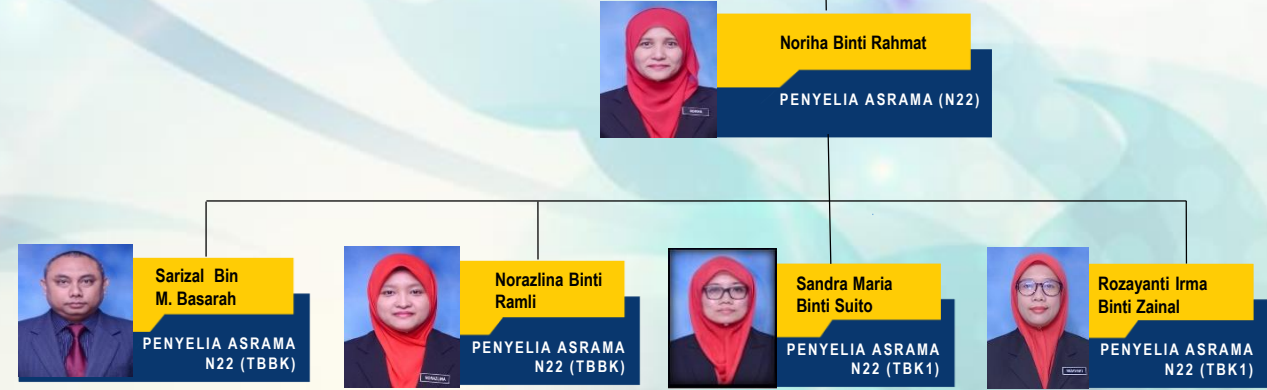 Noriha Binti Rahmat
PENYELIA ASRAMA (N22)
Sarizal Bin
M. Basarah
PENYELIA ASRAMA
N22 (TBBK)
Norazlina Binti
Ramli
PENYELIA ASRAMA
N22 (TBBK)
NORAZLINA
Sandra Maria
Binti Suito
PENYELIA ASRAMA
N22 (TBK1)
Rozayanti Irma
Binti Zainal
PENYELIA ASRAMA
N22 (TBK1)